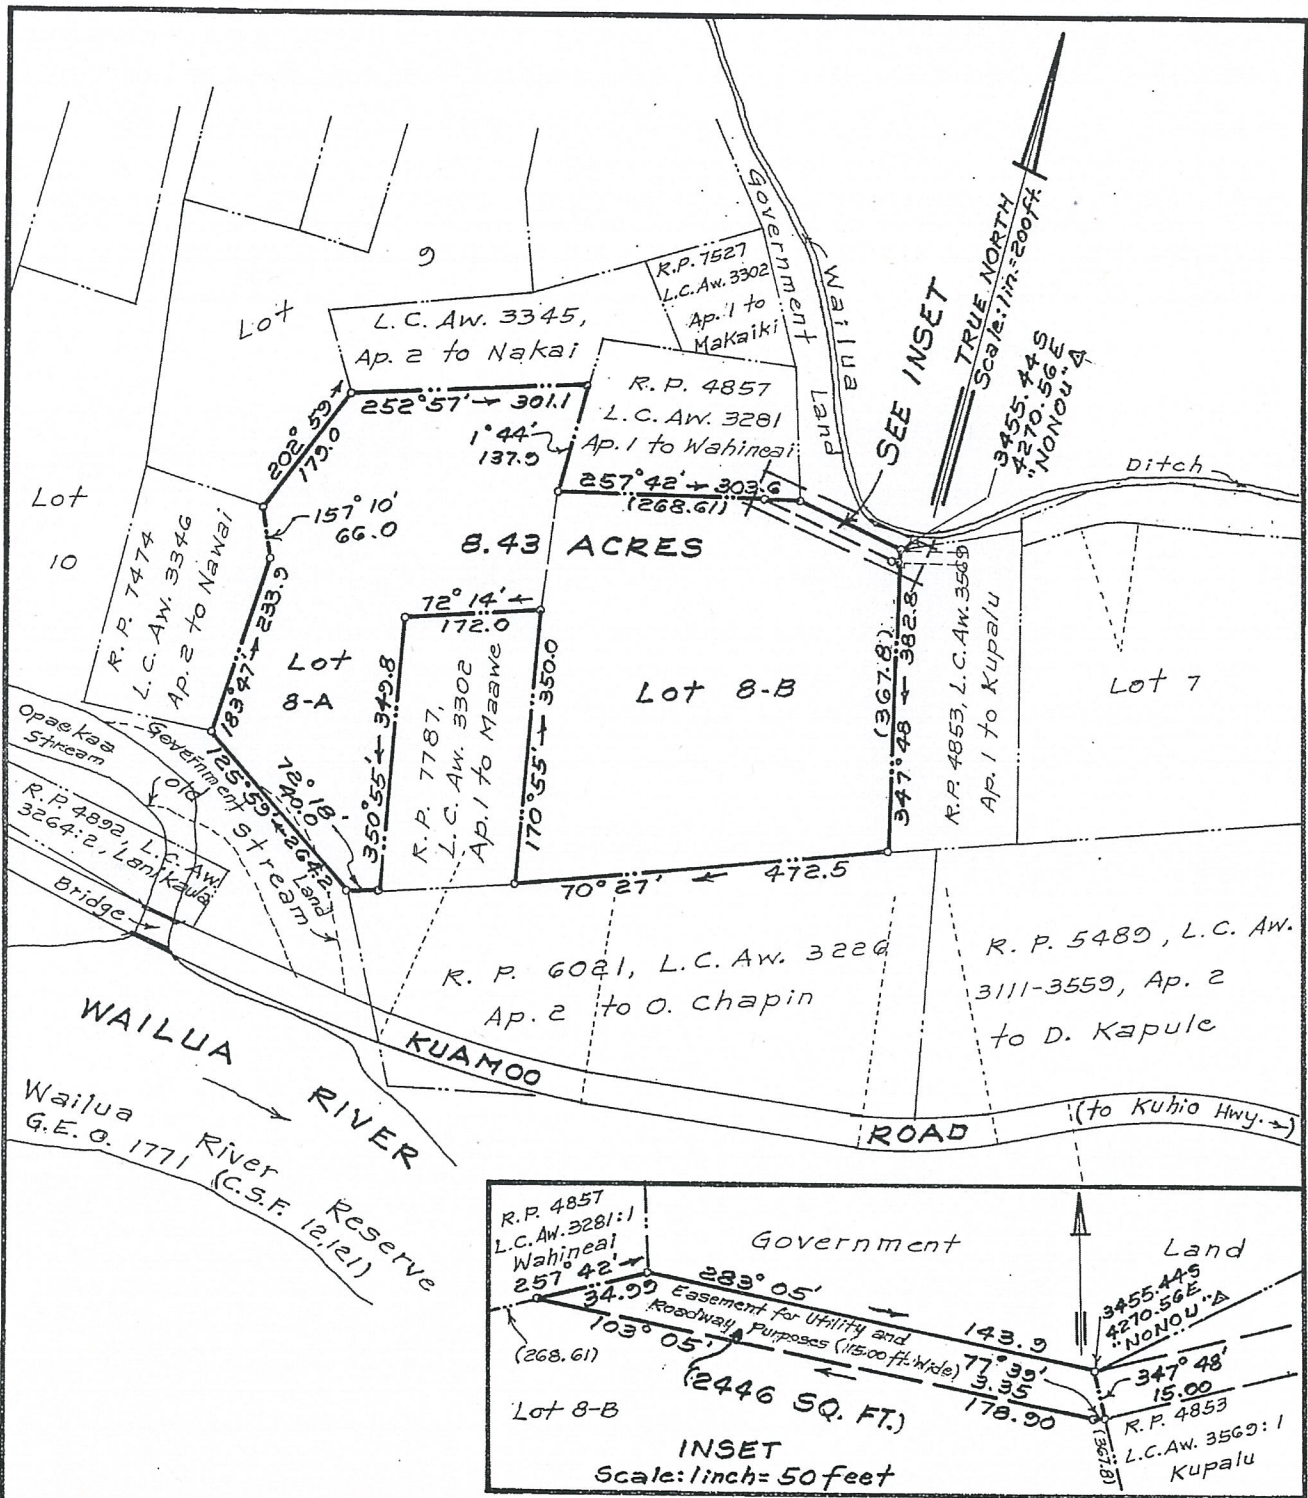 Lot 9
L.C. Aw. 3345,
Ap. 2 to Nakai
R.P. 7527
L.C. Aw. 3302
Ap. 1 to
Makaiki
Government
Land
Wailua
SEE INSET
TRUE NORTH
Scale: 1in.=200ft.
3455.44 S
4270.56 E
"NONOU" Δ
Ditch
R. P. 4857
L. C. Aw. 3281
Ap. 1 to Wahineai
252° 57' → 301.1
1° 44'
137.9
257° 42' → 303.6
(268.61)
202° 59' →
179.0
157° 10'
66.0
8.43 ACRES
Lot
10
R. P. 7474
L.C. Aw. 3346
Ap. 2 to Nawai
183° 47' → 233.9
Lot
8-A
72° 14' ←
172.0
350° 55' ← 349.8
R. P. 7787,
L.C. Aw. 3302
Ap. 1 to Maawe
170° 55' ← 350.0
Lot 8-B
(367.8)
347° 48' ← 382.8
R.P. 4853, L.C. Aw. 3569
Ap. 1 to Kupalu
Lot 7
Opaekaa
Stream
Government
Land
old
Stream
125° 59' ← 264.2
72° 18'
40.0
R. P. 4892, L.C. Aw.
3264:2, Lanikaula
Bridge →
70° 27' ← 472.5
R. P. 6021, L.C. Aw. 3226
Ap. 2 to O. Chapin
R. P. 5489, L.C. Aw.
3111-3559, Ap. 2
to D. Kapule
KUAMOO
ROAD
(to Kuhio Hwy. →)
WAILUA
RIVER
Wailua River Reserve
G.E.O. 1771 (C.S.F. 12,121)
R.P. 4857
L.C. Aw. 3281:1
Wahineai
257° 42'
34.99
(268.61)
Government
Land
283° 05' →
143.9
Easement for Utility and
Roadway Purposes (15.00 ft. Wide)
103° 05' ←
178.90
77° 39'
3.35
(2446 SQ. FT.)
3455.44 S
4270.56 E
"NONOU" Δ
347° 48'
15.00
R. P. 4853
L.C. Aw. 3569:1
Kupalu
(367.8)
Lot 8-B
INSET
Scale: 1inch = 50 feet